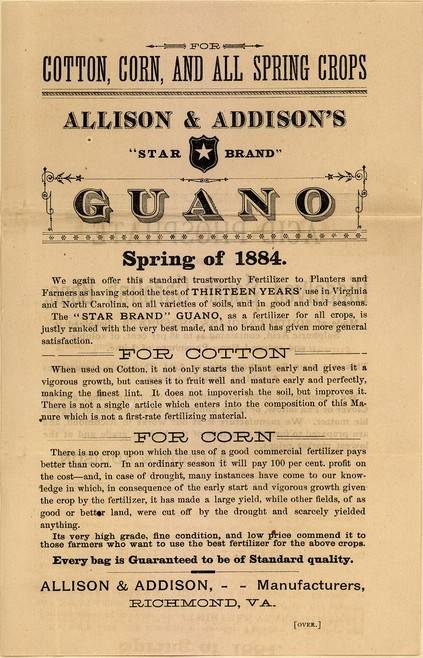 FOR
COTTON, CORN, AND ALL SPRING CROPS
ALLISON & ADDISON'S
"STAR BRAND"
GUANO
Spring of 1884.
We again offer this standard trustworthy Fertilizer to Planters and
Farmers as having stood the test of THIRTEEN YEARS' use in Virginia
and North Carolina, on all varieties of soils, and in good and bad seasons.
The "STAR BRAND" GUANO, as a fertilizer for all crops, is
justly ranked with the very best made, and no brand has given more general
satisfaction.
FOR COTTON
When used on Cotton, it not only starts the plant early and gives it a
vigorous growth, but causes it to fruit well and mature early and perfectly,
making the finest lint. It does not impoverish the soil, but improves it.
There is not a single article which enters into the composition of this Ma-
nure which is not a first-rate fertilizing material.
FOR CORN
There is no crop upon which the use of a good commercial fertilizer pays
better than corn. In an ordinary season it will pay 100 per cent. profit on
the cost—and, in case of drought, many instances have come to our know-
ledge in which, in consequence of the early start and vigorous growth given
the crop by the fertilizer, it has made a large yield, while other fields, of as
good or better land, were cut off by the drought and scarcely yielded
anything.
Its very high grade, fine condition, and low price commend it to
those farmers who want to use the best fertilizer for the above crops.
Every bag is Guaranteed to be of Standard quality.
ALLISON & ADDISON, - - Manufacturers,
RICHMOND, VA.
[OVER.]